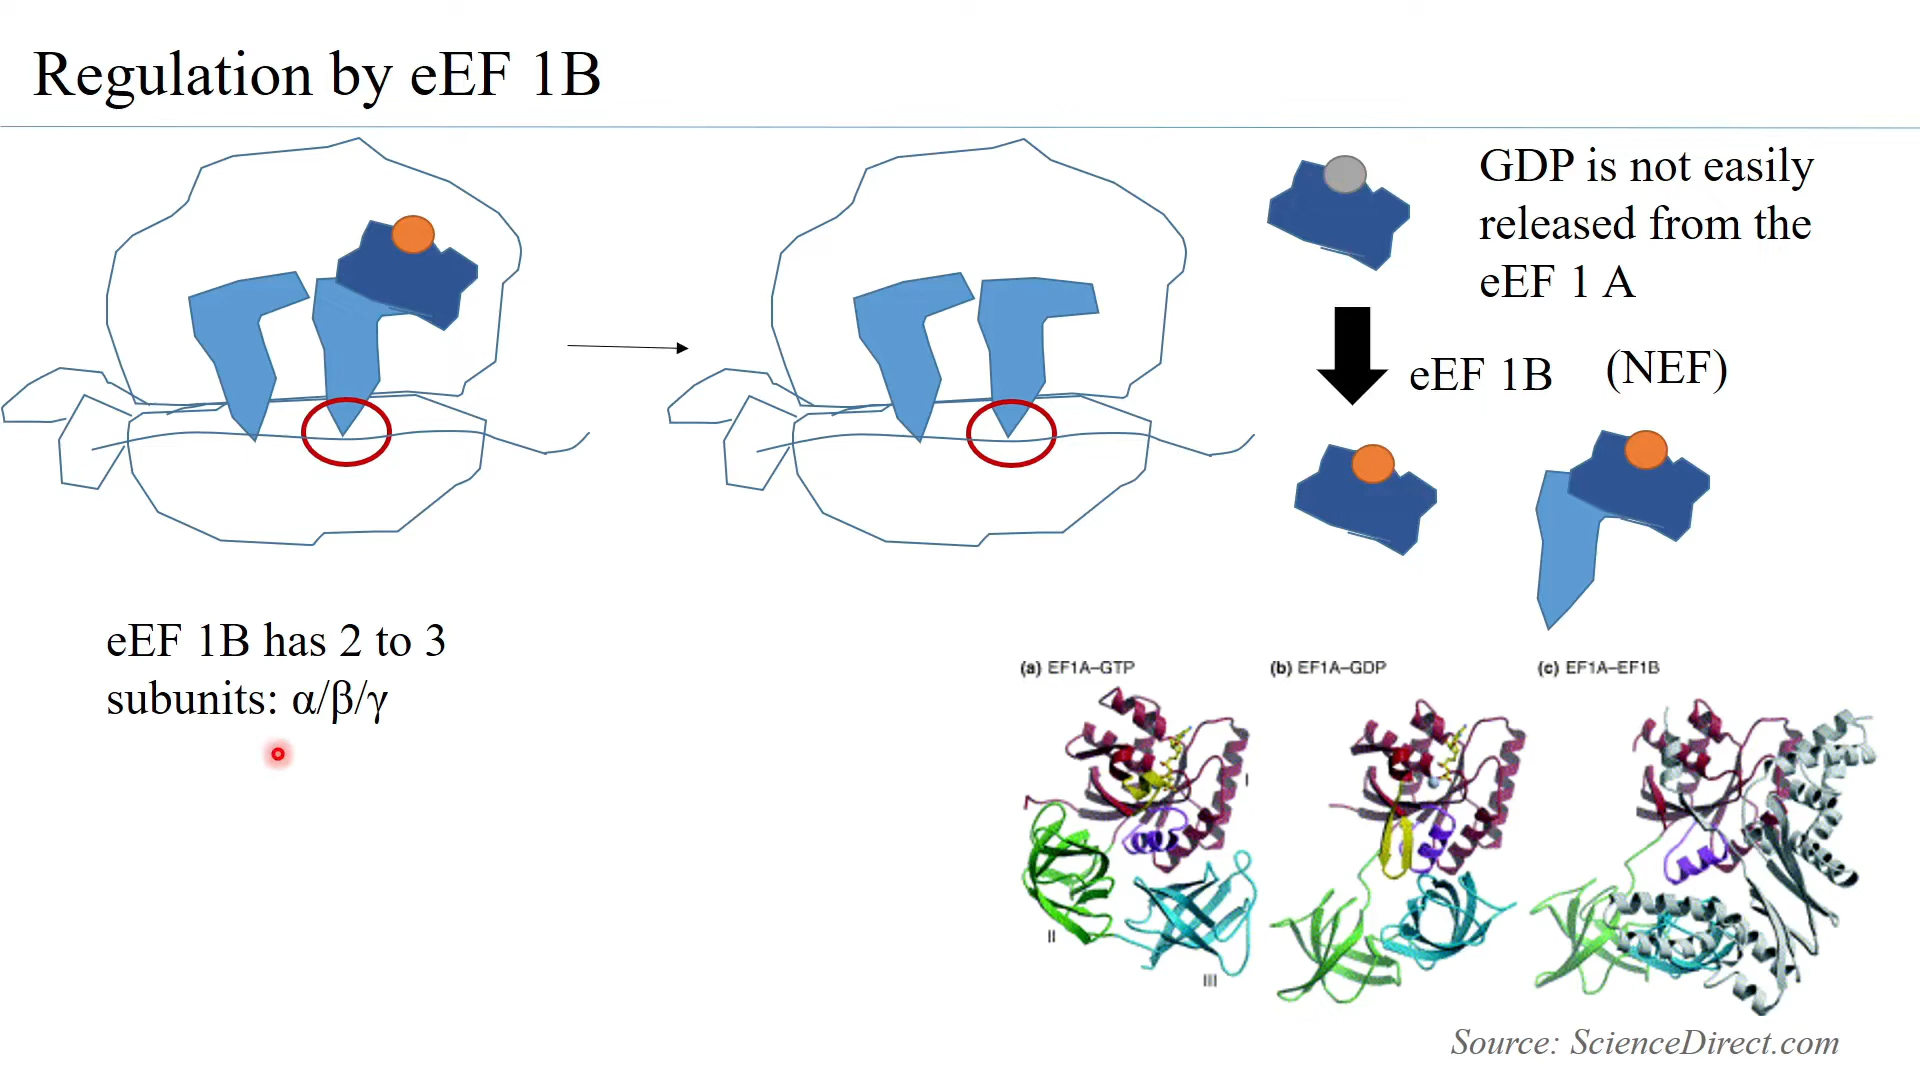 Regulation by eEF 1B
GDP is not easily
released from the
eEF 1 A
eEF 1B
(NEF)
eEF 1B has 2 to 3
subunits: α/β/γ
(a) EF1A–GTP
(b) EF1A–GDP
(c) EF1A–EF1B
I
II
III
Source: ScienceDirect.com